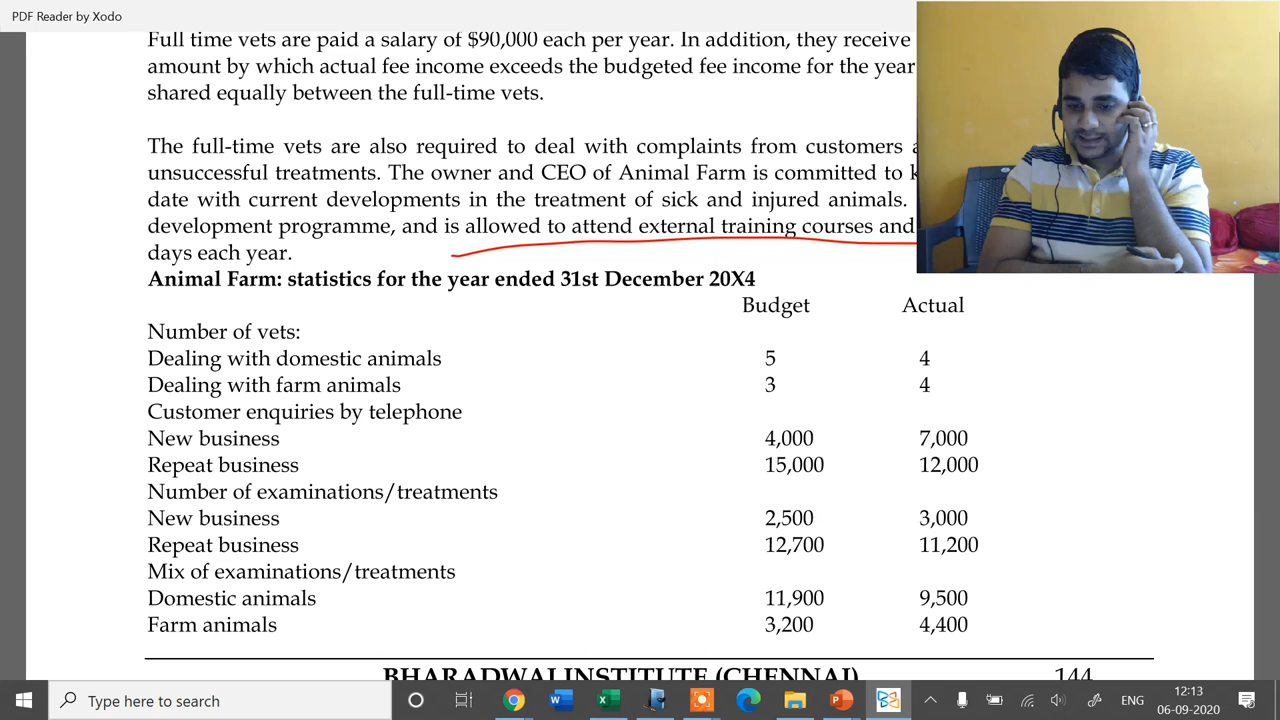 PDF Reader by Xodo
Full time vets are paid a salary of $90,000 each per year. In addition, they receive
amount by which actual fee income exceeds the budgeted fee income for the year
shared equally between the full-time vets.
The full-time vets are also required to deal with complaints from customers
unsuccessful treatments. The owner and CEO of Animal Farm is committed to
date with current developments in the treatment of sick and injured animals.
development programme, and is allowed to attend external training courses and
days each year.
Animal Farm: statistics for the year ended 31st December 20X4
Budget Actual
Number of vets:
Dealing with domestic animals 5 4
Dealing with farm animals 3 4
Customer enquiries by telephone
New business 4,000 7,000
Repeat business 15,000 12,000
Number of examinations/treatments
New business 2,500 3,000
Repeat business 12,700 11,200
Mix of examinations/treatments
Domestic animals 11,900 9,500
Farm animals 3,200 4,400
BHARADWAJ INSTITUTE (CHENNAI) 144
Type here to search
ENG
12:13
06-09-2020